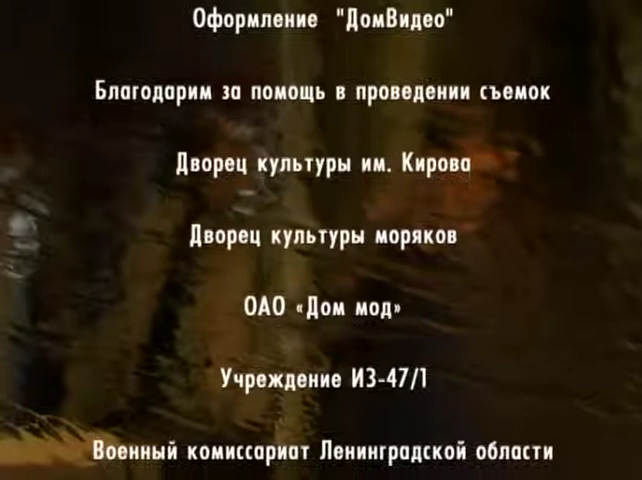 Оформление "ДомВидео"
Благодарим за помощь в проведении съемок
Дворец культуры им. Кирова
Дворец культуры моряков
ОАО «Дом мод»
Учреждение ИЗ-47/1
Военный комиссариат Ленинградской области